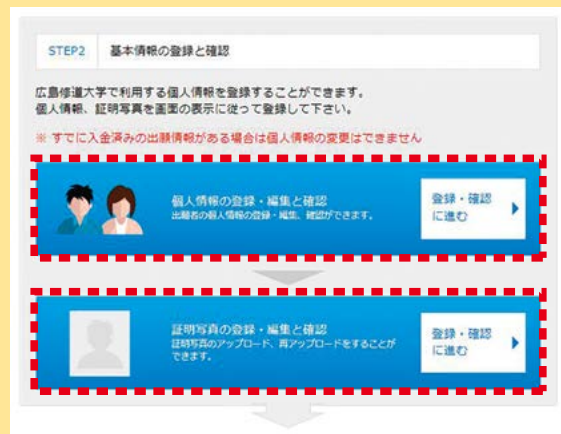 STEP2 基本情報の登録と確認
広島修道大学で利用する個人情報を登録することができます。
個人情報、証明写真を画面の表示に従って登録して下さい。
※ すでに入金済みの出願情報がある場合は個人情報の変更はできません
個人情報の登録・編集と確認
出願者の個人情報の登録・編集、確認ができます。
登録・確認
に進む
証明写真の登録・編集と確認
証明写真のアップロード、再アップロードをすることが
できます。
登録・確認
に進む